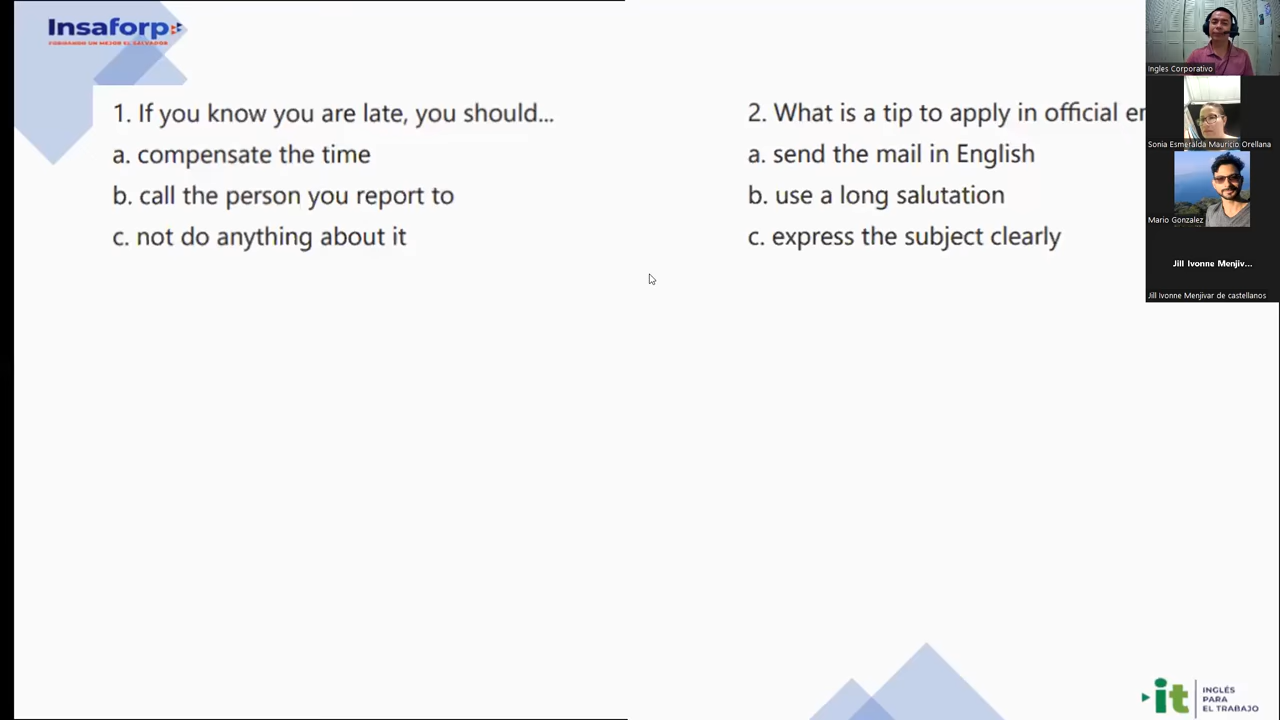 Insaforp
FORMANDO UN MEJOR EL SALVADOR
1. If you know you are late, you should...
a. compensate the time
b. call the person you report to
c. not do anything about it
2. What is a tip to apply in official
a. send the mail in English
b. use a long salutation
c. express the subject clearly
Ingles Corporativo
Sonia Esmeralda Mauricio Orellana
Mario Gonzalez
Jill Ivonne Menjiv...
Jill Ivonne Menjivar de castellanos
it
INGLÉS
PARA
EL TRABAJO